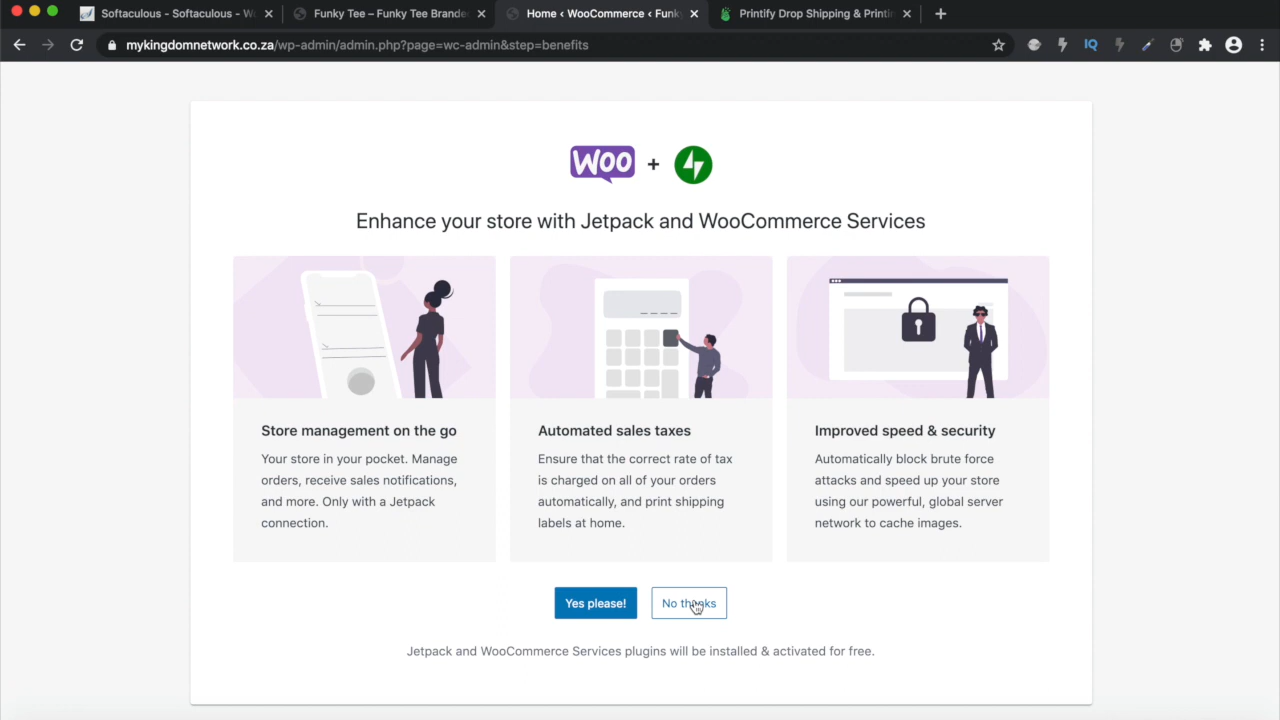 Softaculous - Softaculous - W
Funky Tee – Funky Tee Brande
Home ‹ WooCommerce ‹ Funk
Printify Drop Shipping & Printin
mykingdomnetwork.co.za/wp-admin/admin.php?page=wc-admin&step=benefits
IQ
WOO +
Enhance your store with Jetpack and WooCommerce Services
Store management on the go
Your store in your pocket. Manage
orders, receive sales notifications,
and more. Only with a Jetpack
connection.
Automated sales taxes
Ensure that the correct rate of tax
is charged on all of your orders
automatically, and print shipping
labels at home.
Improved speed & security
Automatically block brute force
attacks and speed up your store
using our powerful, global server
network to cache images.
Yes please!
No thanks
Jetpack and WooCommerce Services plugins will be installed & activated for free.